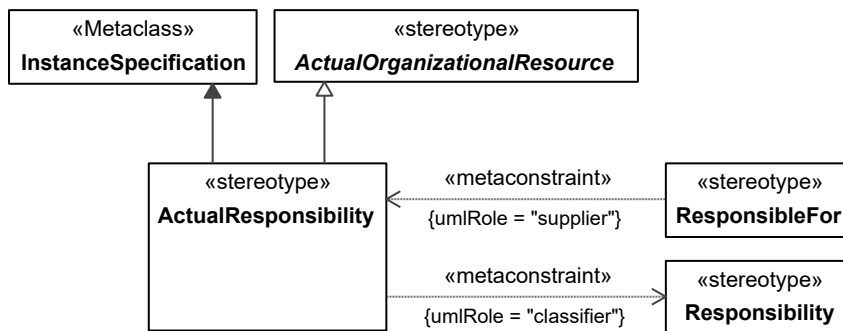 «Metaclass»
InstanceSpecification
«stereotype»
ActualOrganizationalResource
«stereotype»
ActualResponsibility
«metaconstraint»
{umlRole = "supplier"}
«stereotype»
ResponsibleFor
«metaconstraint»
{umlRole = "classifier"}
«stereotype»
Responsibility